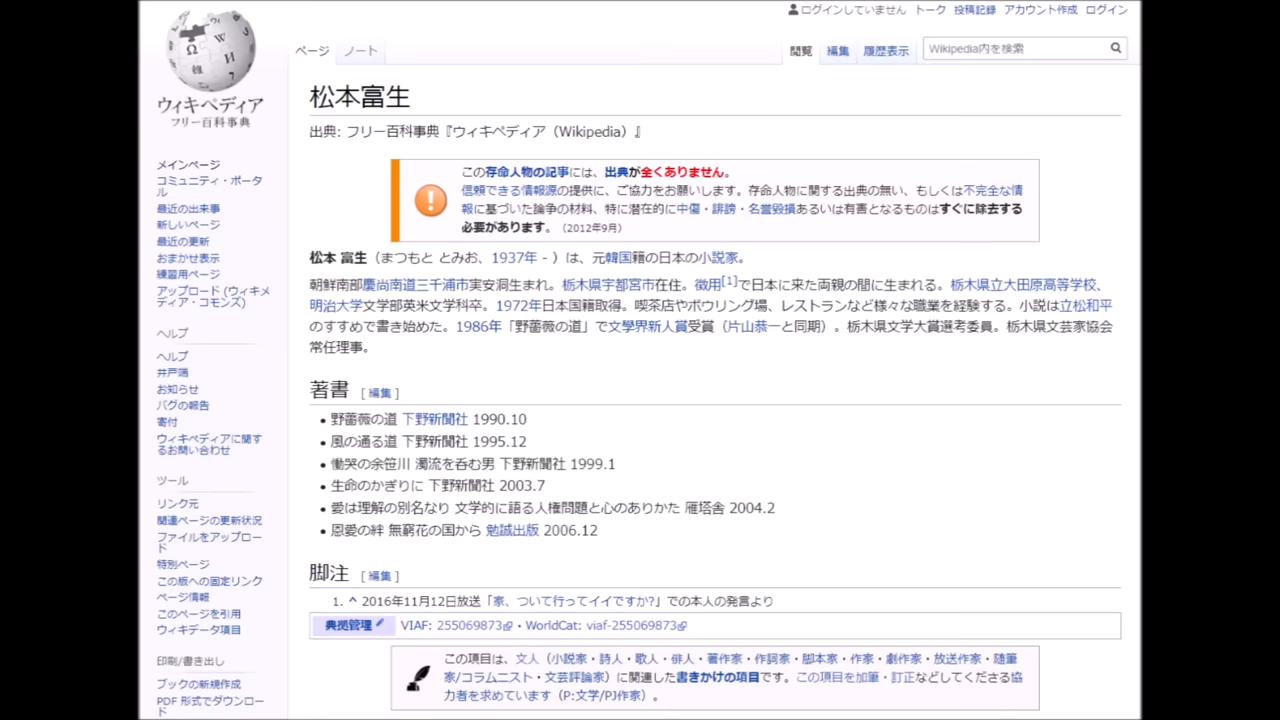 ログインしていません トーク 投稿記録 アカウント作成 ログイン
ページ ノート 閲覧 編集 履歴表示 Wikipedia内を検索
ウィキペディア
フリー百科事典
メインページ
コミュニティ・ポータ
ル
最近の出来事
新しいページ
最近の更新
おまかせ表示
練習用ページ
アップロード (ウィキメ
ディア・コモンズ)
ヘルプ
ヘルプ
井戸端
お知らせ
バグの報告
寄付
ウィキペディアに関す
るお問い合わせ
ツール
リンク元
関連ページの更新状況
ファイルをアップロー
ド
特別ページ
この版への固定リンク
ページ情報
このページを引用
ウィキデータ項目
印刷/書き出し
ブックの新規作成
PDF 形式でダウンロー
ド
松本富生
出典: フリー百科事典『ウィキペディア（Wikipedia）』
この存命人物の記事には、出典が全くありません。
信頼できる情報源の提供に、ご協力をお願いします。存命人物に関する出典の無い、もしくは不完全な情
報に基づいた論争の材料、特に潜在的に中傷・誹謗・名誉毀損あるいは有害となるものはすぐに除去する
必要があります。（2012年9月）
松本 富生（まつもと とみお、1937年 - ）は、元韓国籍の日本の小説家。
朝鮮南部慶尚南道三千浦市実安洞生まれ。栃木県宇都宮市在住。徴用[1]で日本に来た両親の間に生まれる。栃木県立大田原高等学校、
明治大学文学部英米文学科卒。1972年日本国籍取得。喫茶店やボウリング場、レストランなど様々な職業を経験する。小説は立松和平
のすすめで書き始めた。1986年「野薔薇の道」で文學界新人賞受賞（片山恭一と同期）。栃木県文学大賞選考委員。栃木県文芸家協会
常任理事。
著書 [ 編集 ]
• 野薔薇の道 下野新聞社 1990.10
• 風の通る道 下野新聞社 1995.12
• 慟哭の余笹川 濁流を呑む男 下野新聞社 1999.1
• 生命のかぎりに 下野新聞社 2003.7
• 愛は理解の別名なり 文学的に語る人権問題と心のありかた 雁塔舎 2004.2
• 恩愛の絆 無窮花の国から 勉誠出版 2006.12
脚注 [ 編集 ]
1. ^ 2016年11月12日放送「家、ついて行ってイイですか?」での本人の発言より
典拠管理 VIAF: 255069873 • WorldCat: viaf-255069873
この項目は、文人（小説家・詩人・歌人・俳人・著作家・作詞家・脚本家・作家・劇作家・放送作家・随筆
家/コラムニスト・文芸評論家）に関連した書きかけの項目です。この項目を加筆・訂正などしてくださる協
力者を求めています（P:文学/PJ作家）。